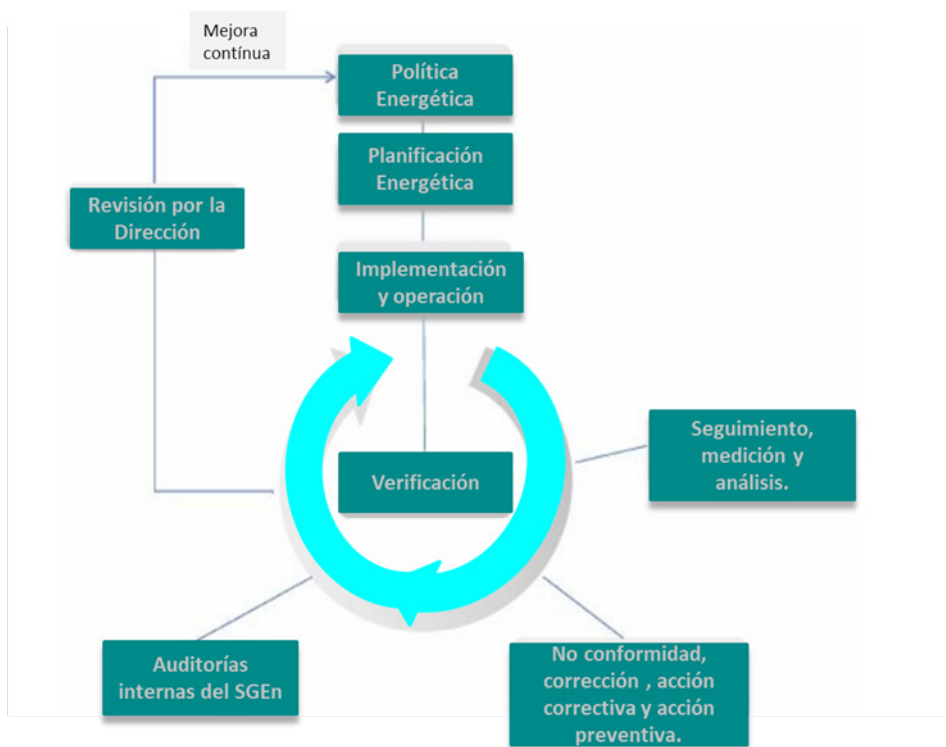 Mejora
contínua
Política
Energética
Planificación
Energética
Revisión por la
Dirección
Implementación
y operación
Verificación
Seguimiento,
medición y
análisis.
Auditorías
internas del SGEn
No conformidad,
corrección , acción
correctiva y acción
preventiva.